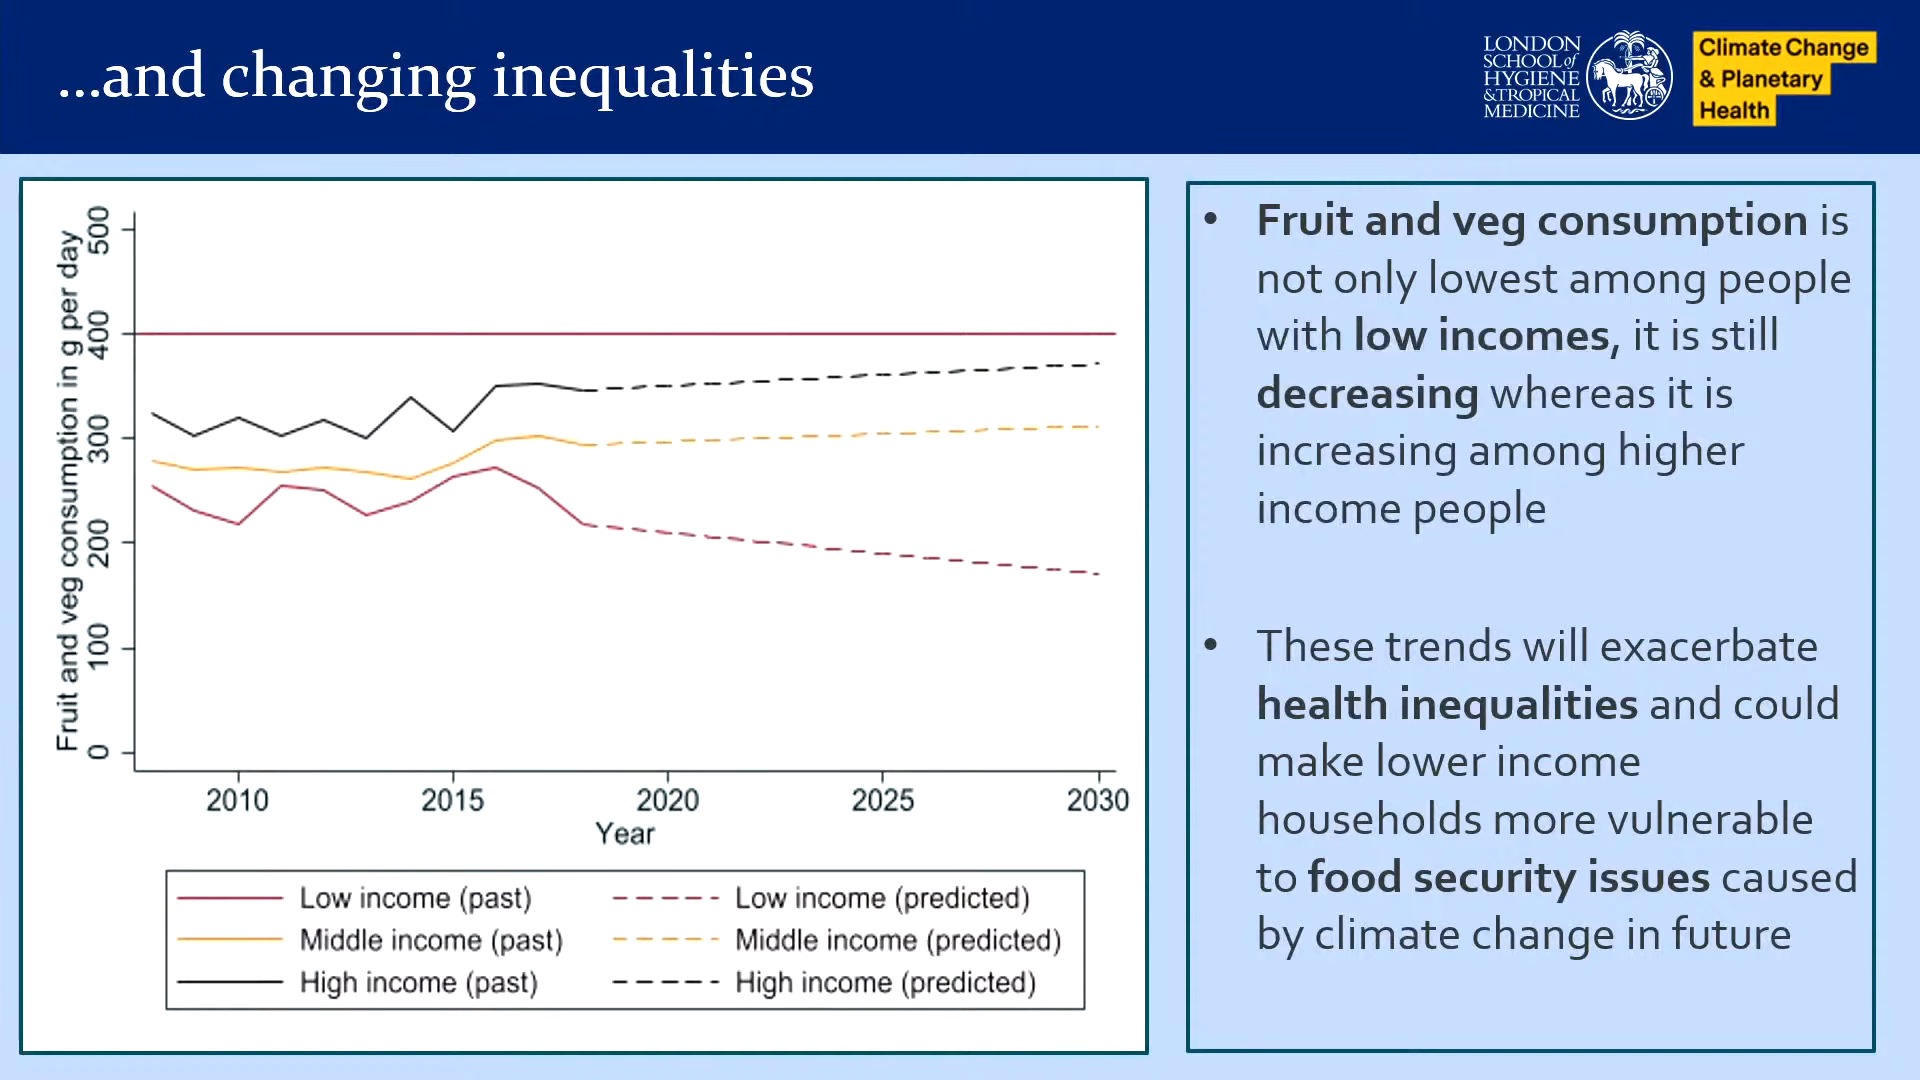 ...and changing inequalities
LONDON
SCHOOL of
HYGIENE
& TROPICAL
MEDICINE
Climate Change
& Planetary
Health
Fruit and veg consumption in g per day
500
400
300
200
100
0
2010 2015 2020 2025 2030
Year
Low income (past) Low income (predicted)
Middle income (past) Middle income (predicted)
High income (past) High income (predicted)
• Fruit and veg consumption is
not only lowest among people
with low incomes, it is still
decreasing whereas it is
increasing among higher
income people
• These trends will exacerbate
health inequalities and could
make lower income
households more vulnerable
to food security issues caused
by climate change in future